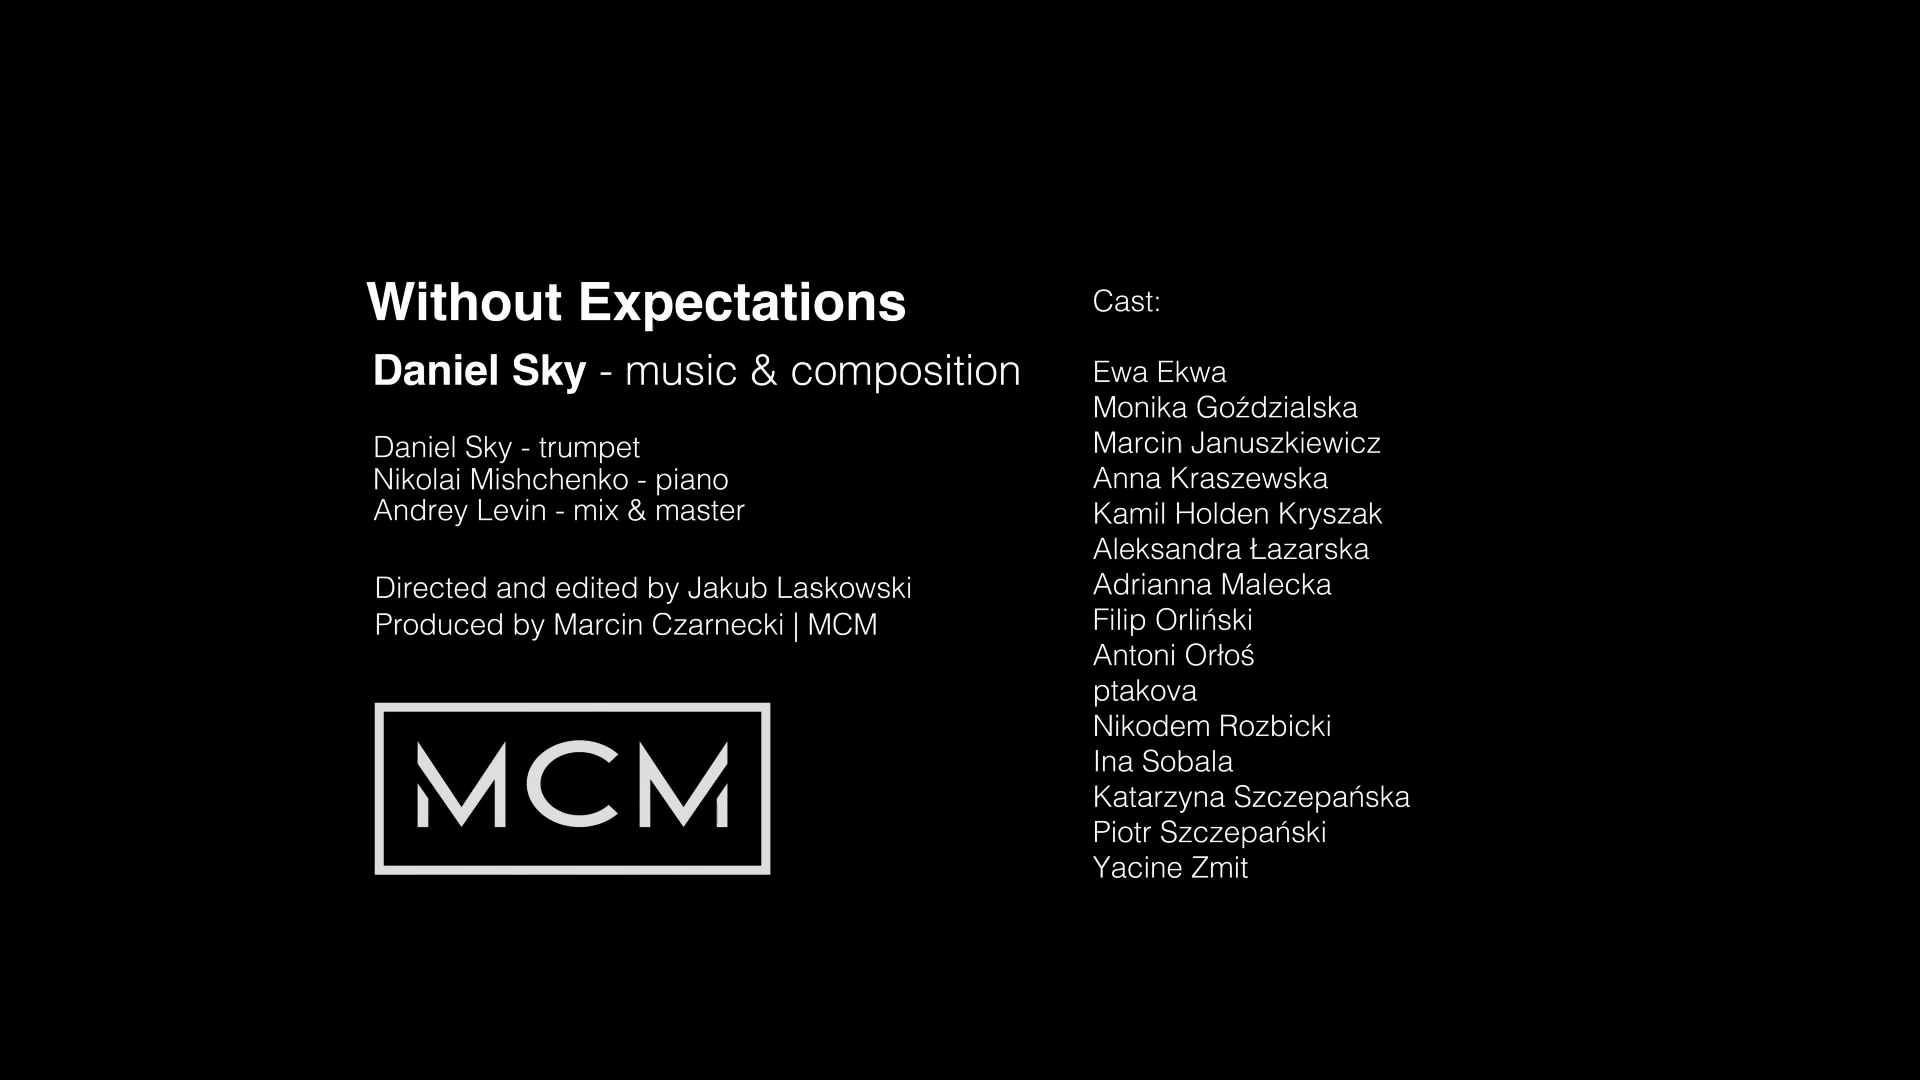 Without Expectations
Daniel Sky - music & composition
Daniel Sky - trumpet
Nikolai Mishchenko - piano
Andrey Levin - mix & master
Directed and edited by Jakub Laskowski
Produced by Marcin Czarnecki | MCM
MCM
Cast:
Ewa Ekwa
Monika Goździalska
Marcin Januszkiewicz
Anna Kraszewska
Kamil Holden Kryszak
Aleksandra Łazarska
Adrianna Malecka
Filip Orliński
Antoni Orłoś
ptakova
Nikodem Rozbicki
Ina Sobala
Katarzyna Szczepańska
Piotr Szczepański
Yacine Zmit